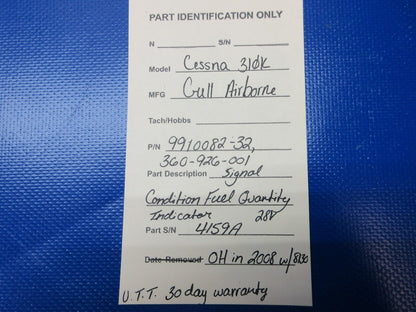 PART IDENTIFICATION ONLY
N S/N
Model Cessna 310K
MFG Gull Airborne
Tach/Hobbs
P/N 9910082-32,
360-926-001
Part Description Signal
Condition Fuel Quantity
Indicator 28V
Part S/N 4159A
Date Removed OH in 2008 w/8130
U.T.T. 30 day warranty